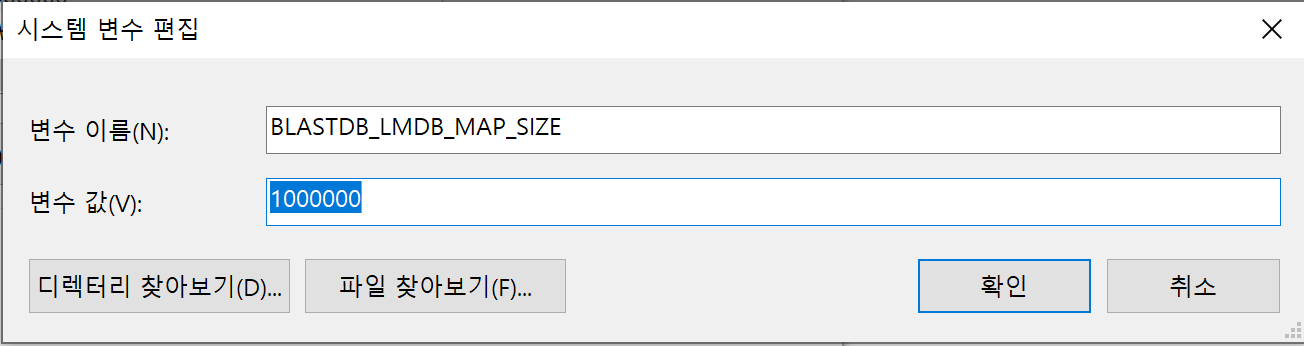 시스템 변수 편집
변수 이름(N):
BLASTDB_LMDB_MAP_SIZE
변수 값(V):
1000000
디렉터리 찾아보기(D)...
파일 찾아보기(F)...
확인
취소